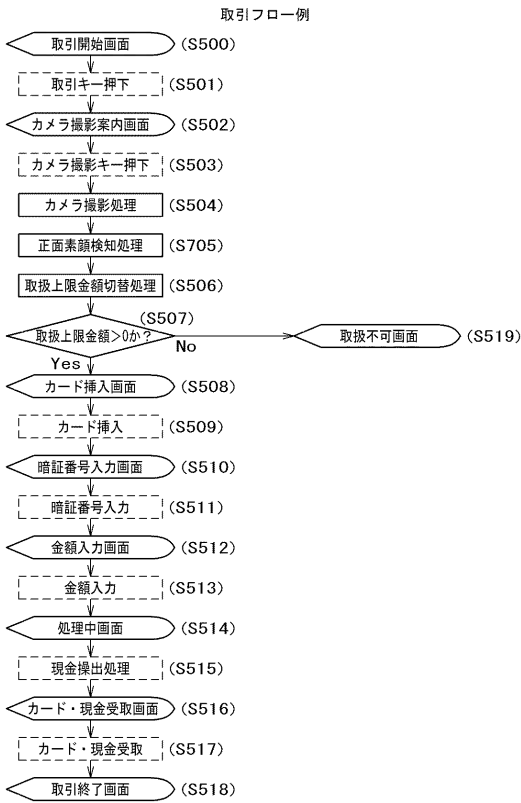 取引フロー例
取引開始画面 (S500)
取引キー押下 (S501)
カメラ撮影案内画面 (S502)
カメラ撮影キー押下 (S503)
カメラ撮影処理 (S504)
正面素顔検知処理 (S705)
取扱上限金額切替処理 (S506)
(S507)
取扱上限金額>0か?
No
取扱不可画面 (S519)
Yes
カード挿入画面 (S508)
カード挿入 (S509)
暗証番号入力画面 (S510)
暗証番号入力 (S511)
金額入力画面 (S512)
金額入力 (S513)
処理中画面 (S514)
現金操出処理 (S515)
カード・現金受取画面 (S516)
カード・現金受取 (S517)
取引終了画面 (S518)